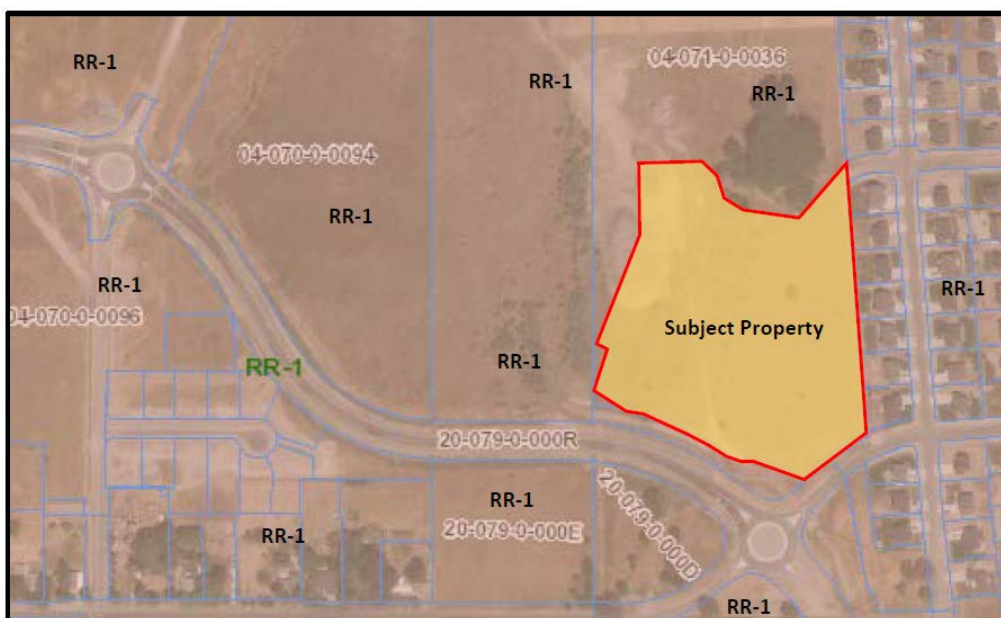 RR-1
RR-1
04-071-0-0036
RR-1
04-070-0-0094
RR-1
RR-1
RR-1
04-070-0-0096
Subject Property
RR-1
RR-1
20-079-0-000R
20-079-0-000D
RR-1
20-079-0-000E
RR-1
RR-1